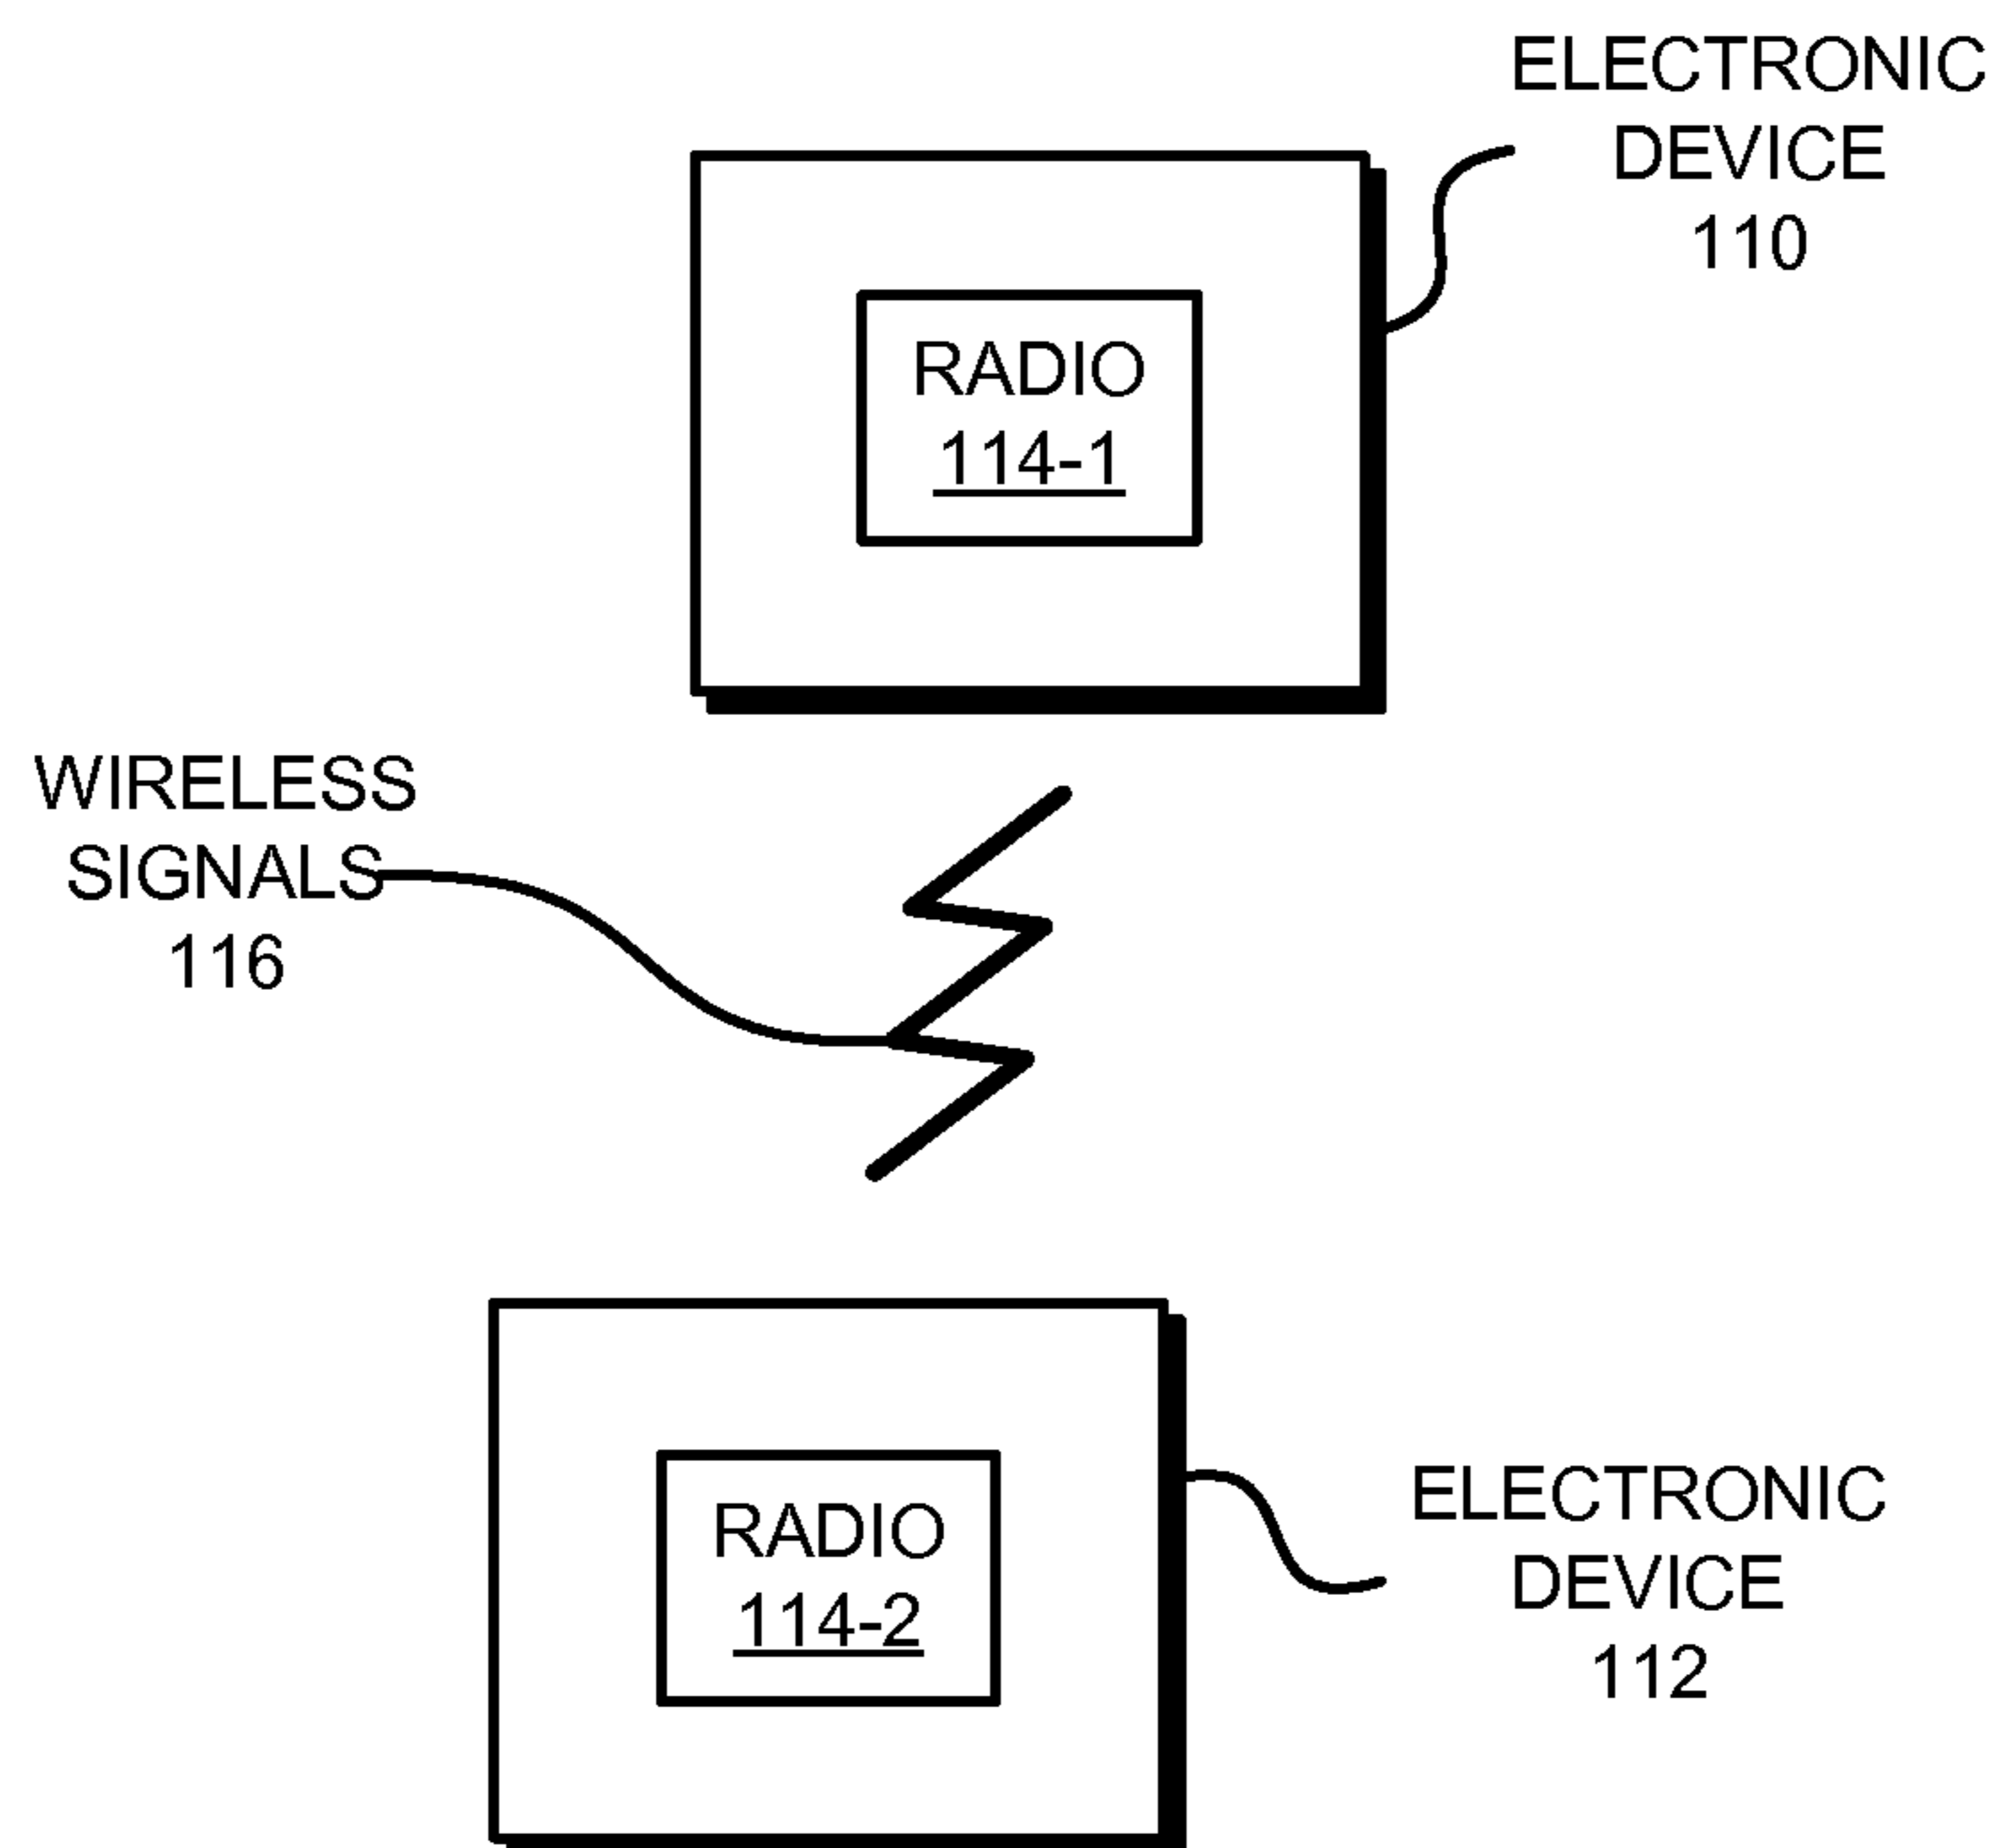 ELECTRONIC
DEVICE
110
RADIO
114-1
WIRELESS
SIGNALS
116
RADIO
114-2
ELECTRONIC
DEVICE
112